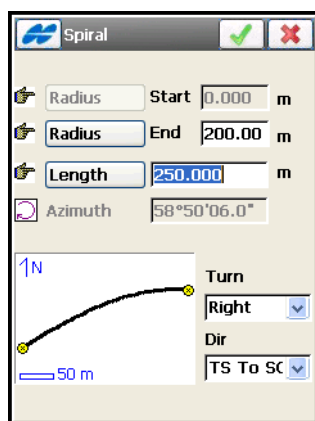 Spiral
Radius Start 0.000 m
Radius End 200.00 m
Length 250.000 m
Azimuth 58°50'06.0"
N
Turn
Right
Dir
50 m TS To SC